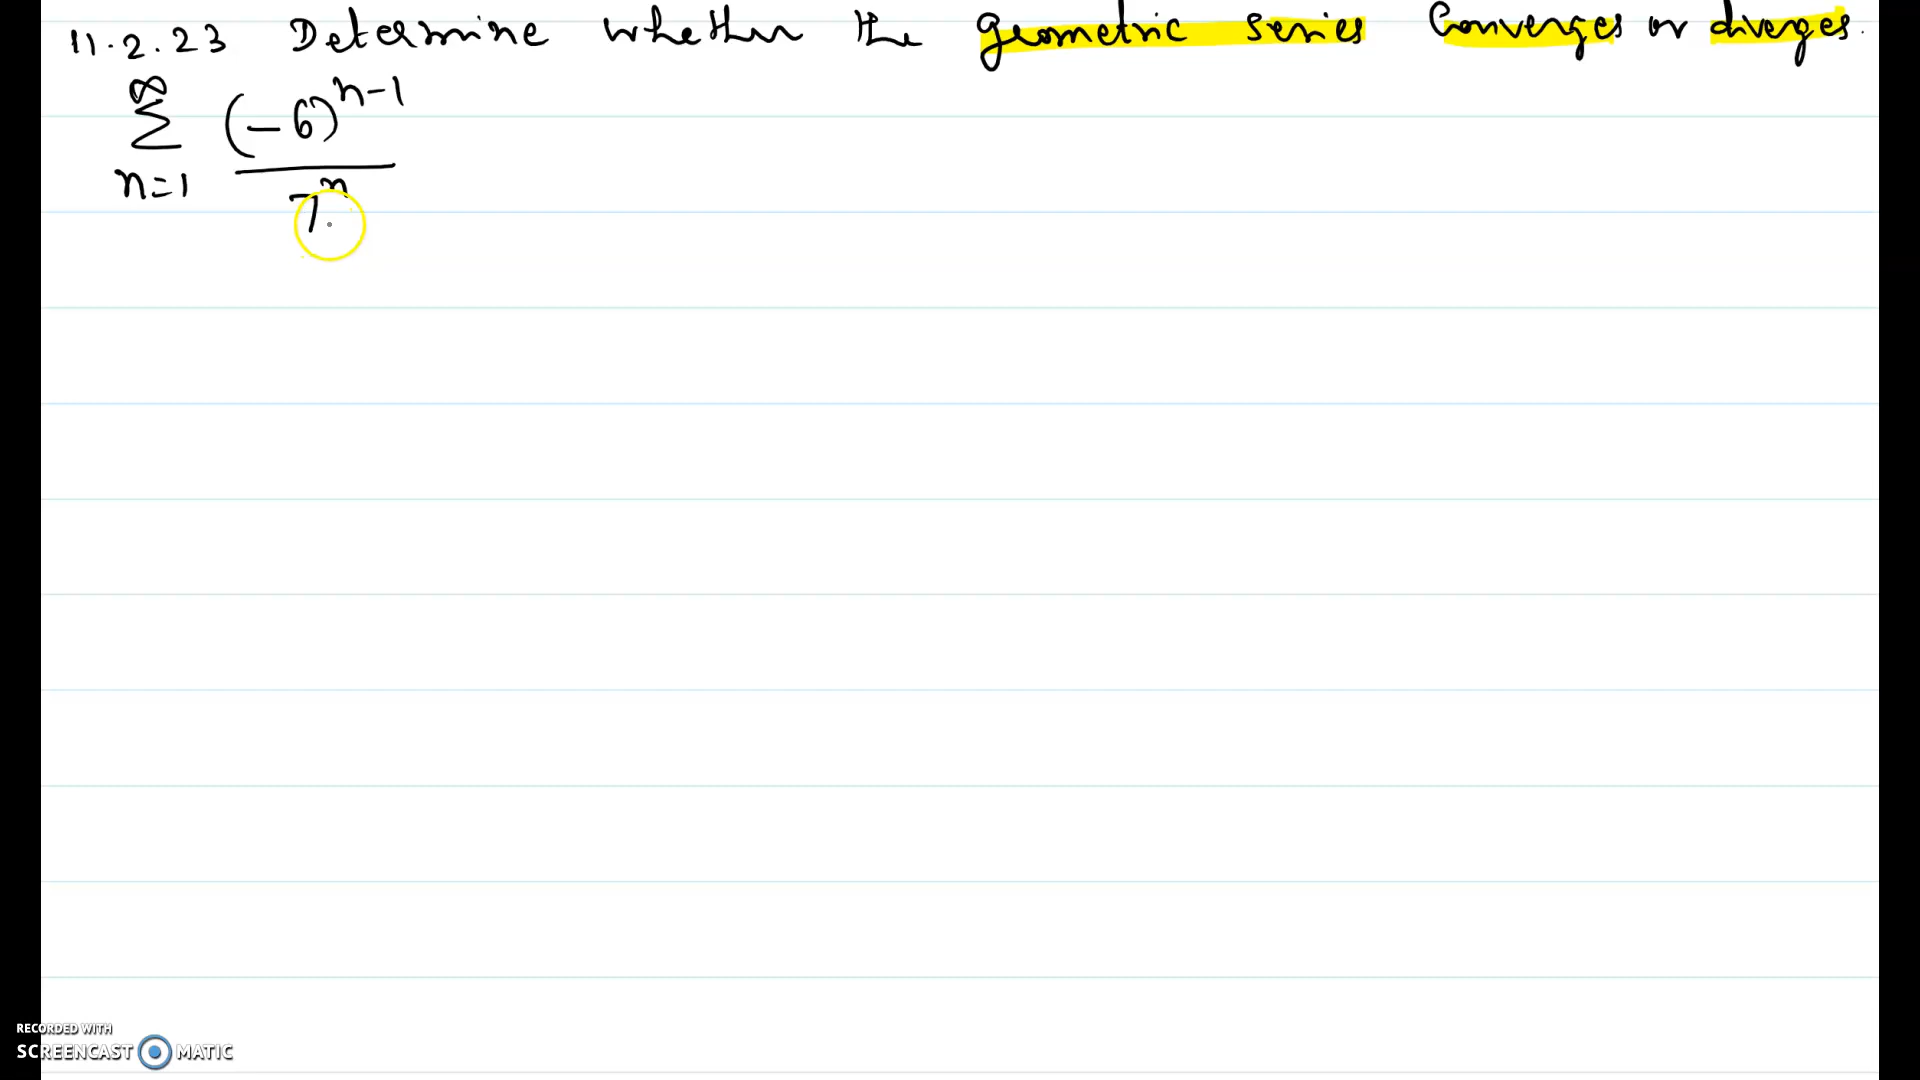 11.2.23 Determine whether the geometric series Converges or diverges.
∞
Σ (-6)^{n-1}
n=1 7^n
RECORDED WITH
SCREENCAST MATIC